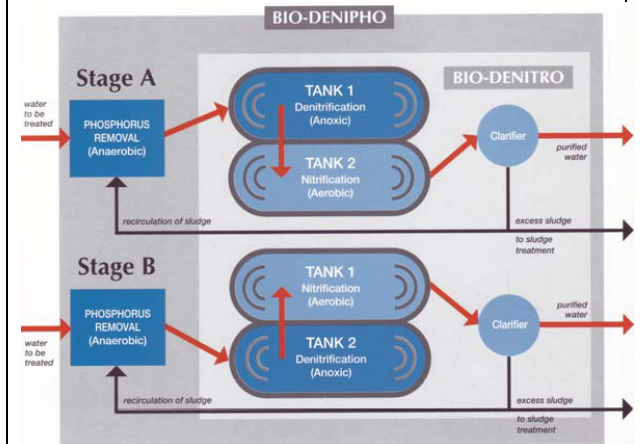 BIO-DENIPHO
Stage A
BIO-DENITRO
water
to be
treated
PHOSPHORUS
REMOVAL
(Anaerobic)
TANK 1
Denitrification
(Anoxic)
TANK 2
Nitrification
(Aerobic)
Clarifier
purified
water
recirculation of sludge
excess sludge
to sludge
treatment
Stage B
water
to be
treated
PHOSPHORUS
REMOVAL
(Anaerobic)
TANK 1
Nitrification
(Aerobic)
TANK 2
Denitrification
(Anoxic)
Clarifier
purified
water
recirculation of sludge
excess sludge
to sludge
treatment